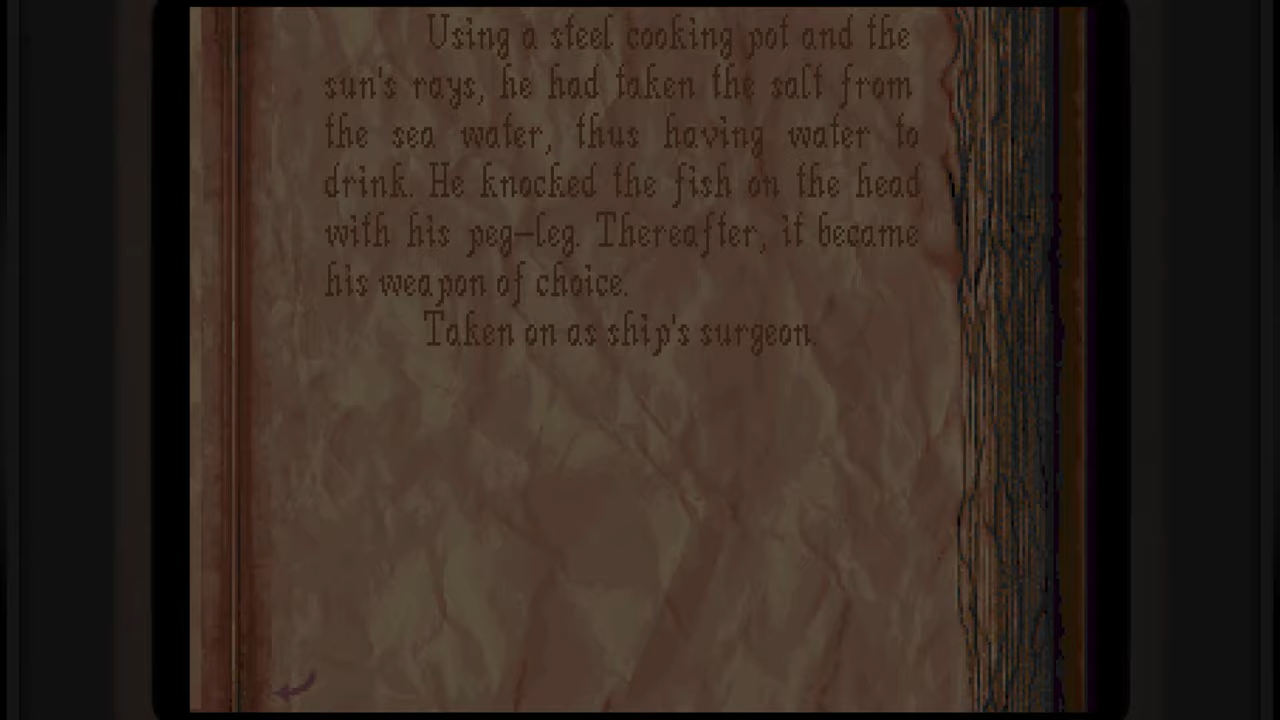 Using a steel cooking pot and the
sun's rays, he had taken the salt from
the sea water, thus having water to
drink. He knocked the fish on the head
with his peg-leg. Thereafter, it became
his weapon of choice.
Taken on as ship's surgeon.